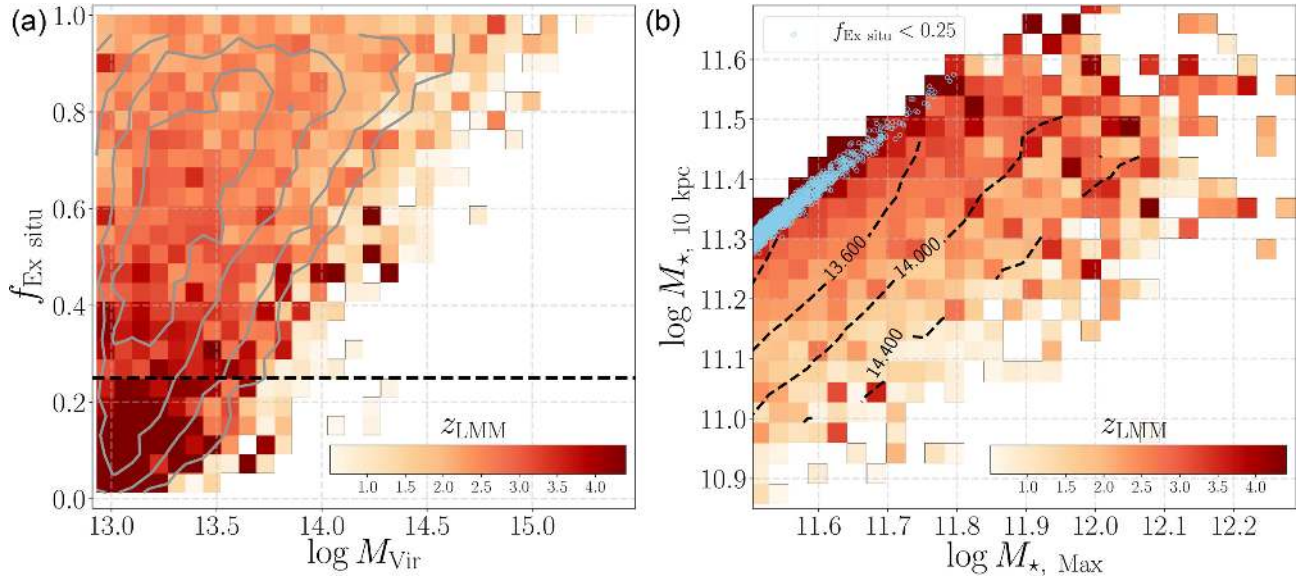 (a)
1.0
0.8
0.6
0.4
0.2
0.0
f_Ex situ
z_LMM
1.0 1.5 2.0 2.5 3.0 3.5 4.0
13.0 13.5 14.0 14.5 15.0
log M_Vir
(b)
f_Ex situ < 0.25
11.6
11.5
11.4
11.3
11.2
11.1
11.0
10.9
log M⋆, 10 kpc
13.600
14.000
14.400
z_LMM
1.0 1.5 2.0 2.5 3.0 3.5 4.0
11.6 11.7 11.8 11.9 12.0 12.1 12.2
log M⋆, Max